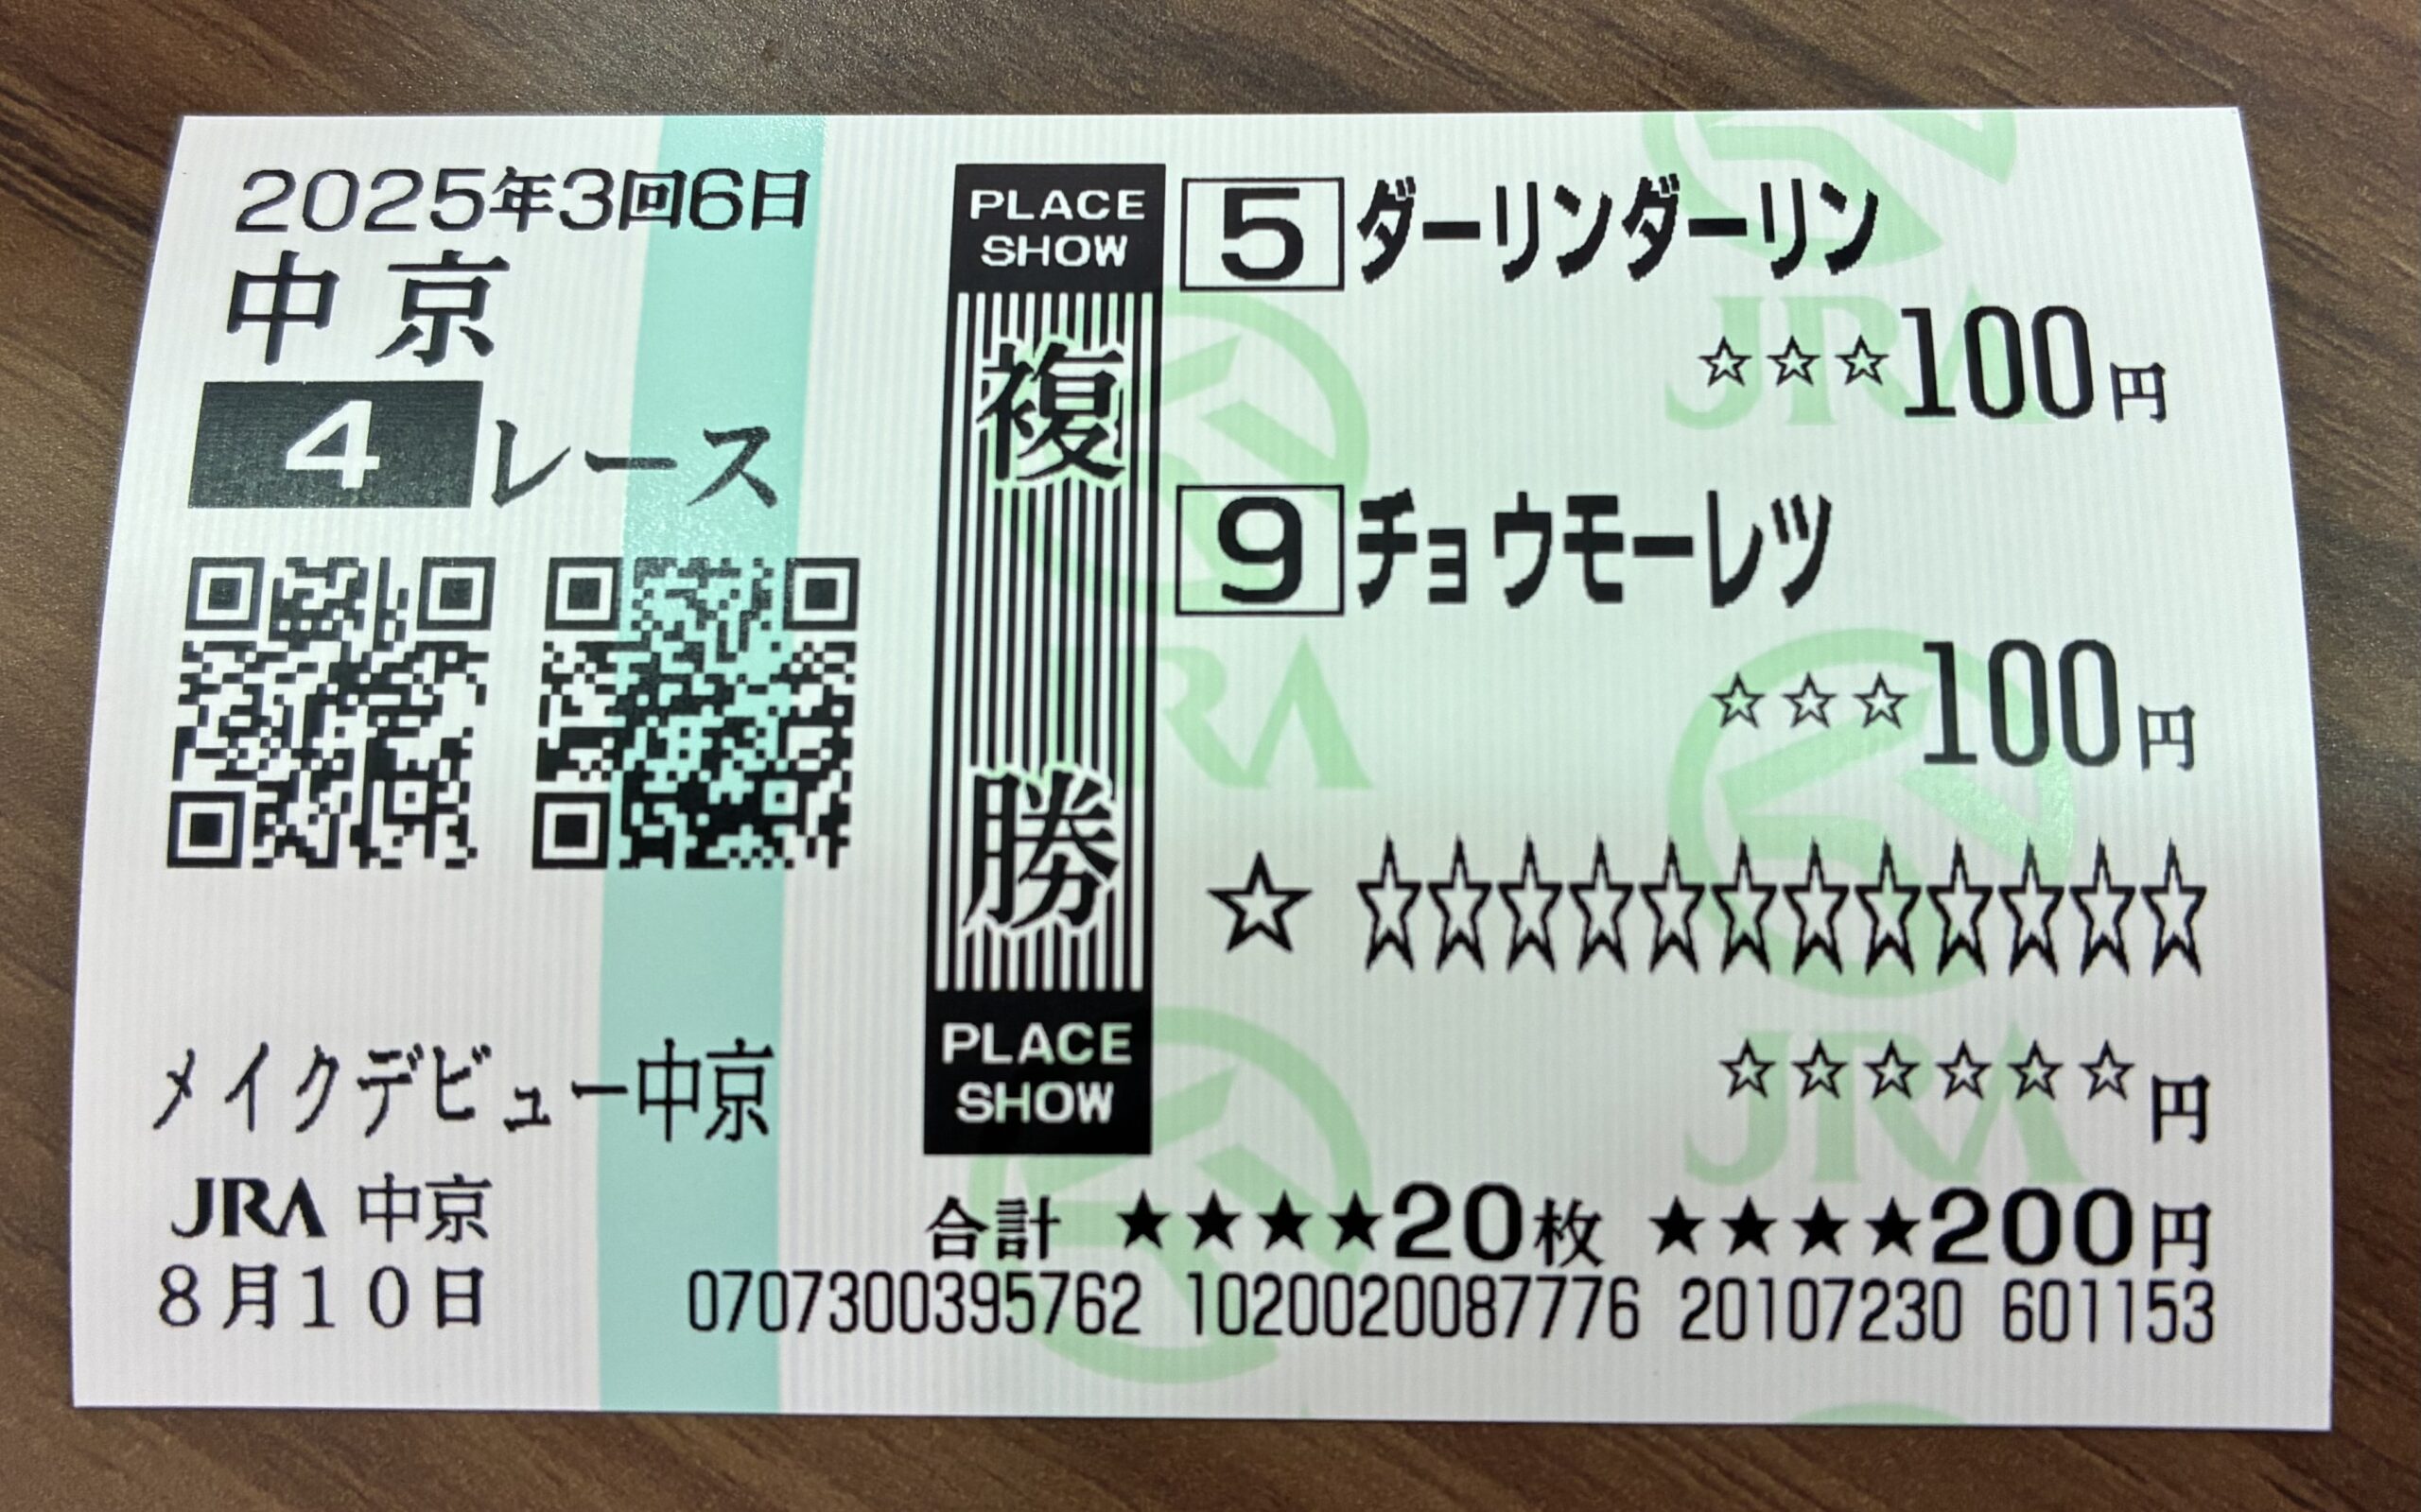 2025年3回6日
中京
4レース
メイクデビュー中京
JRA 中京
8月10日
PLACE
SHOW
複勝
PLACE
SHOW
5 ダーリンダーリン
☆☆☆100円
9 チョウモーレツ
☆☆☆100円
☆ ☆☆☆☆☆☆☆☆☆☆☆☆
☆☆☆☆☆☆円
合計 ★★★★20枚 ★★★★200円
0707300395762 1020020087776 20107230 601153
JRA
JRA
JRA
JRA